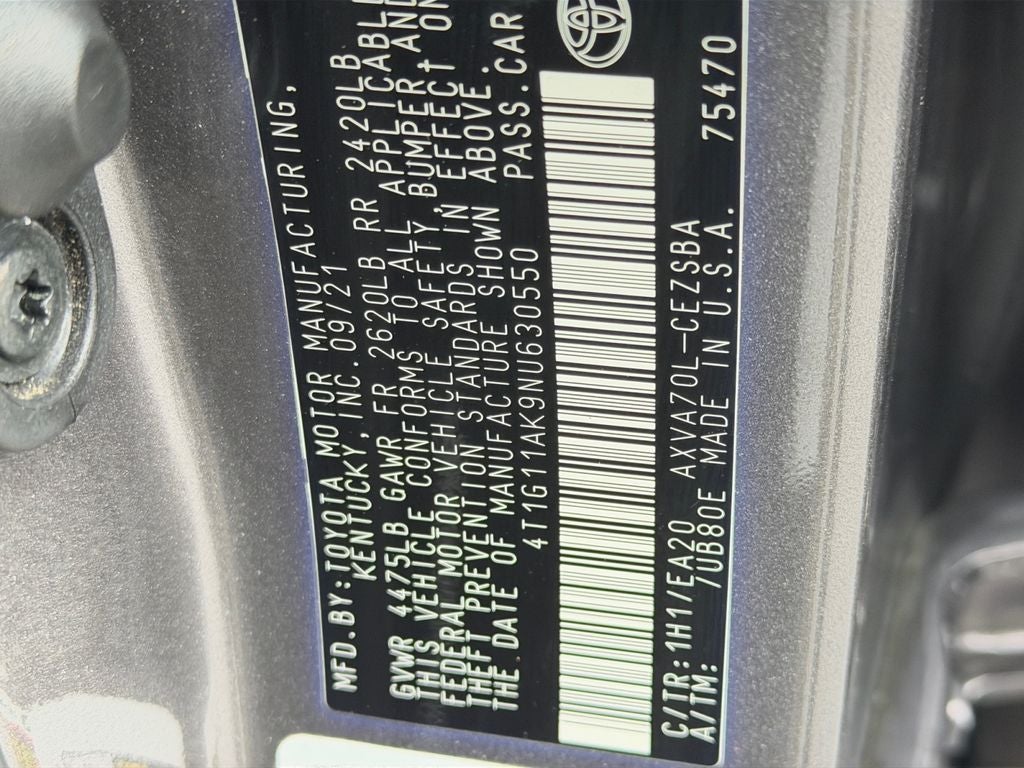 MFD.BY:TOYOTA MOTOR MANUFACTURING,
KENTUCKY, INC.09/21
GVWR 4475LB GAWR FR 2620LB RR 2420LB
THIS VEHICLE CONFORMS TO ALL APPLICABLE
FEDERAL MOTOR VEHICLE SAFETY, BUMPER AND
THEFT PREVENTION STANDARDS IN EFFECT ON
THE DATE OF MANUFACTURE SHOWN ABOVE.
4T1G11AK9NU630550 PASS.CAR
C/TR:1H1/EA20 AXVA70L-CEZSBA
A/TM: /UB80E MADE IN U.S.A. 75470